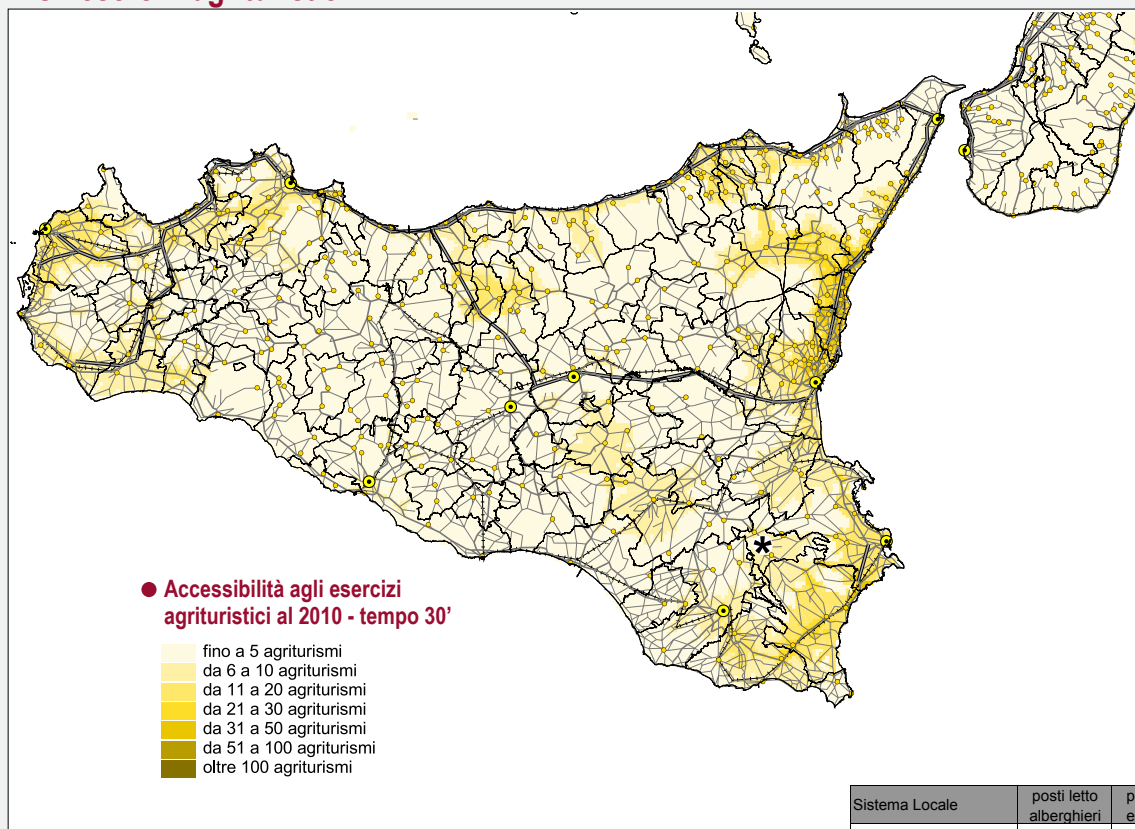 ● Accessibilità agli esercizi
agrituristici al 2010 - tempo 30’
fino a 5 agriturismi
da 6 a 10 agriturismi
da 11 a 20 agriturismi
da 21 a 30 agriturismi
da 31 a 50 agriturismi
da 51 a 100 agriturismi
oltre 100 agriturismi
*
Sistema Locale
posti letto
alberghieri